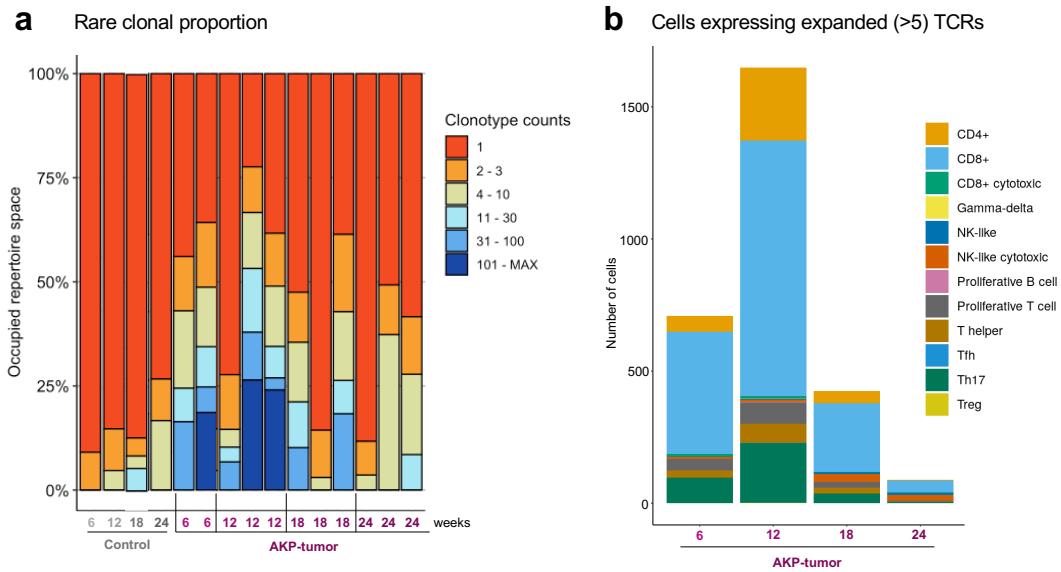 a Rare clonal proportion
100%
75%
50%
25%
0%
Occupied repertoire space
Clonotype counts
1
2 - 3
4 - 10
11 - 30
31 - 100
101 - MAX
6 12 18 24 6 6 12 12 12 18 18 18 24 24 24 weeks
Control AKP-tumor
b Cells expressing expanded (>5) TCRs
1500
1000
500
0
Number of cells
CD4+
CD8+
CD8+ cytotoxic
Gamma-delta
NK-like
NK-like cytotoxic
Proliferative B cell
Proliferative T cell
T helper
Tfh
Th17
Treg
6 12 18 24
AKP-tumor